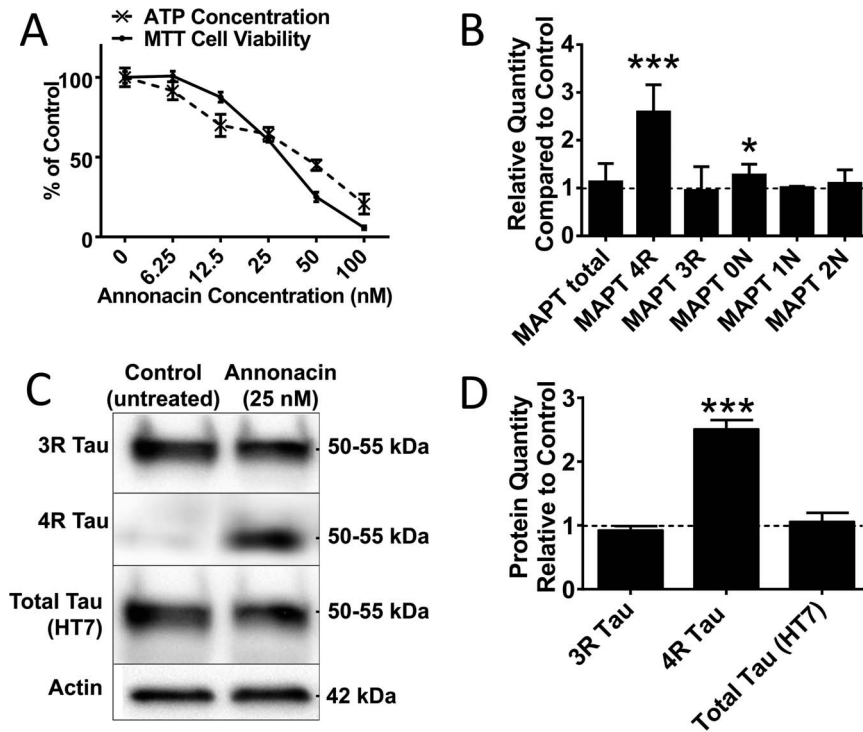 A
ATP Concentration
MTT Cell Viability
% of Control
100
50
0
0
6.25
12.5
25
50
100
Annonacin Concentration (nM)
B
Relative Quantity
Compared to Control
4
3
2
1
0
***
*
MAPT total
MAPT 4R
MAPT 3R
MAPT 0N
MAPT 1N
MAPT 2N
C
Control
(untreated)
Annonacin
(25 nM)
3R Tau
50-55 kDa
4R Tau
50-55 kDa
Total Tau
(HT7)
50-55 kDa
Actin
42 kDa
D
Protein Quantity
Relative to Control
3
2
1
0
***
3R Tau
4R Tau
Total Tau (HT7)